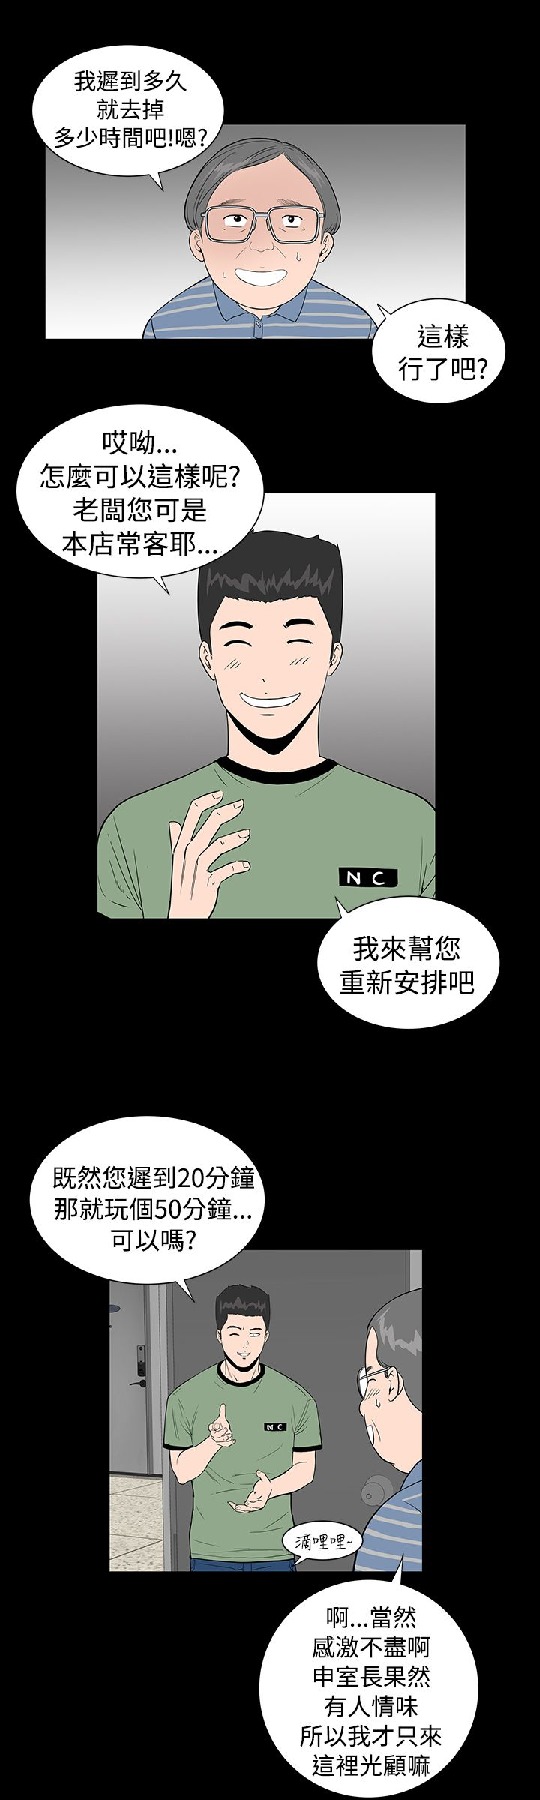 我遲到多久
就去掉
多少時間吧!嗯?
這樣
行了吧?
哎呦...
怎麼可以這樣呢?
老闆您可是
本店常客耶...
NC
我來幫您
重新安排吧
既然您遲到20分鐘
那就玩個50分鐘...
可以嗎?
NC
滴哩哩~
啊...當然
感激不盡啊
申室長果然
有人情味
所以我才只來
這裡光顧嘛